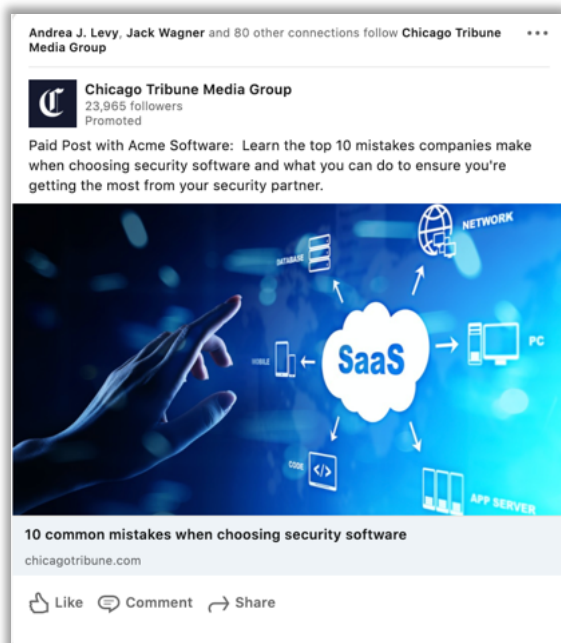 Andrea J. Levy, Jack Wagner and 80 other connections follow Chicago Tribune
Media Group
Chicago Tribune Media Group
23,965 followers
Promoted
Paid Post with Acme Software:  Learn the top 10 mistakes companies make
when choosing security software and what you can do to ensure you're
getting the most from your security partner.
NETWORK
DATABASE
SaaS
PC
MOBILE
CODE
</>
APP SERVER
10 common mistakes when choosing security software
chicagotribune.com
Like Comment Share